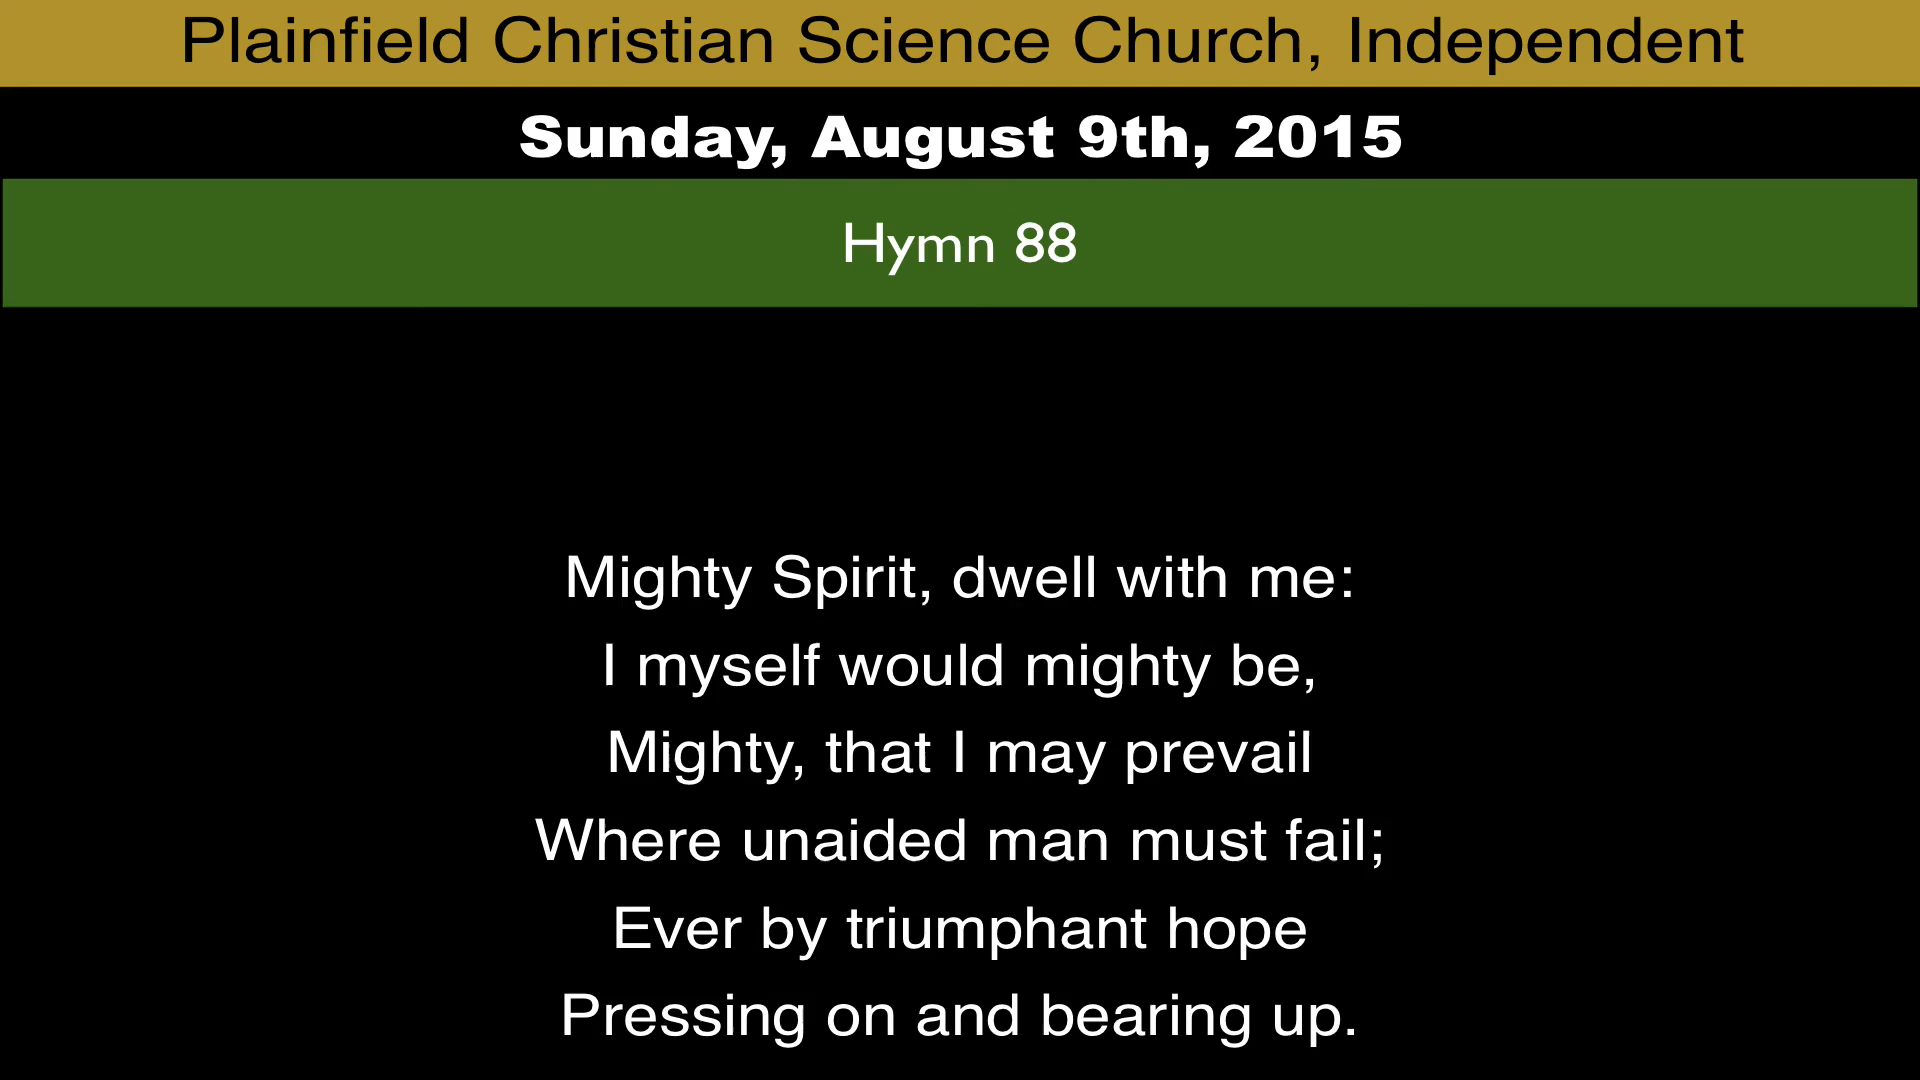 Plainfield Christian Science Church, Independent
Sunday, August 9th, 2015
Hymn 88
Mighty Spirit, dwell with me:
I myself would mighty be,
Mighty, that I may prevail
Where unaided man must fail;
Ever by triumphant hope
Pressing on and bearing up.